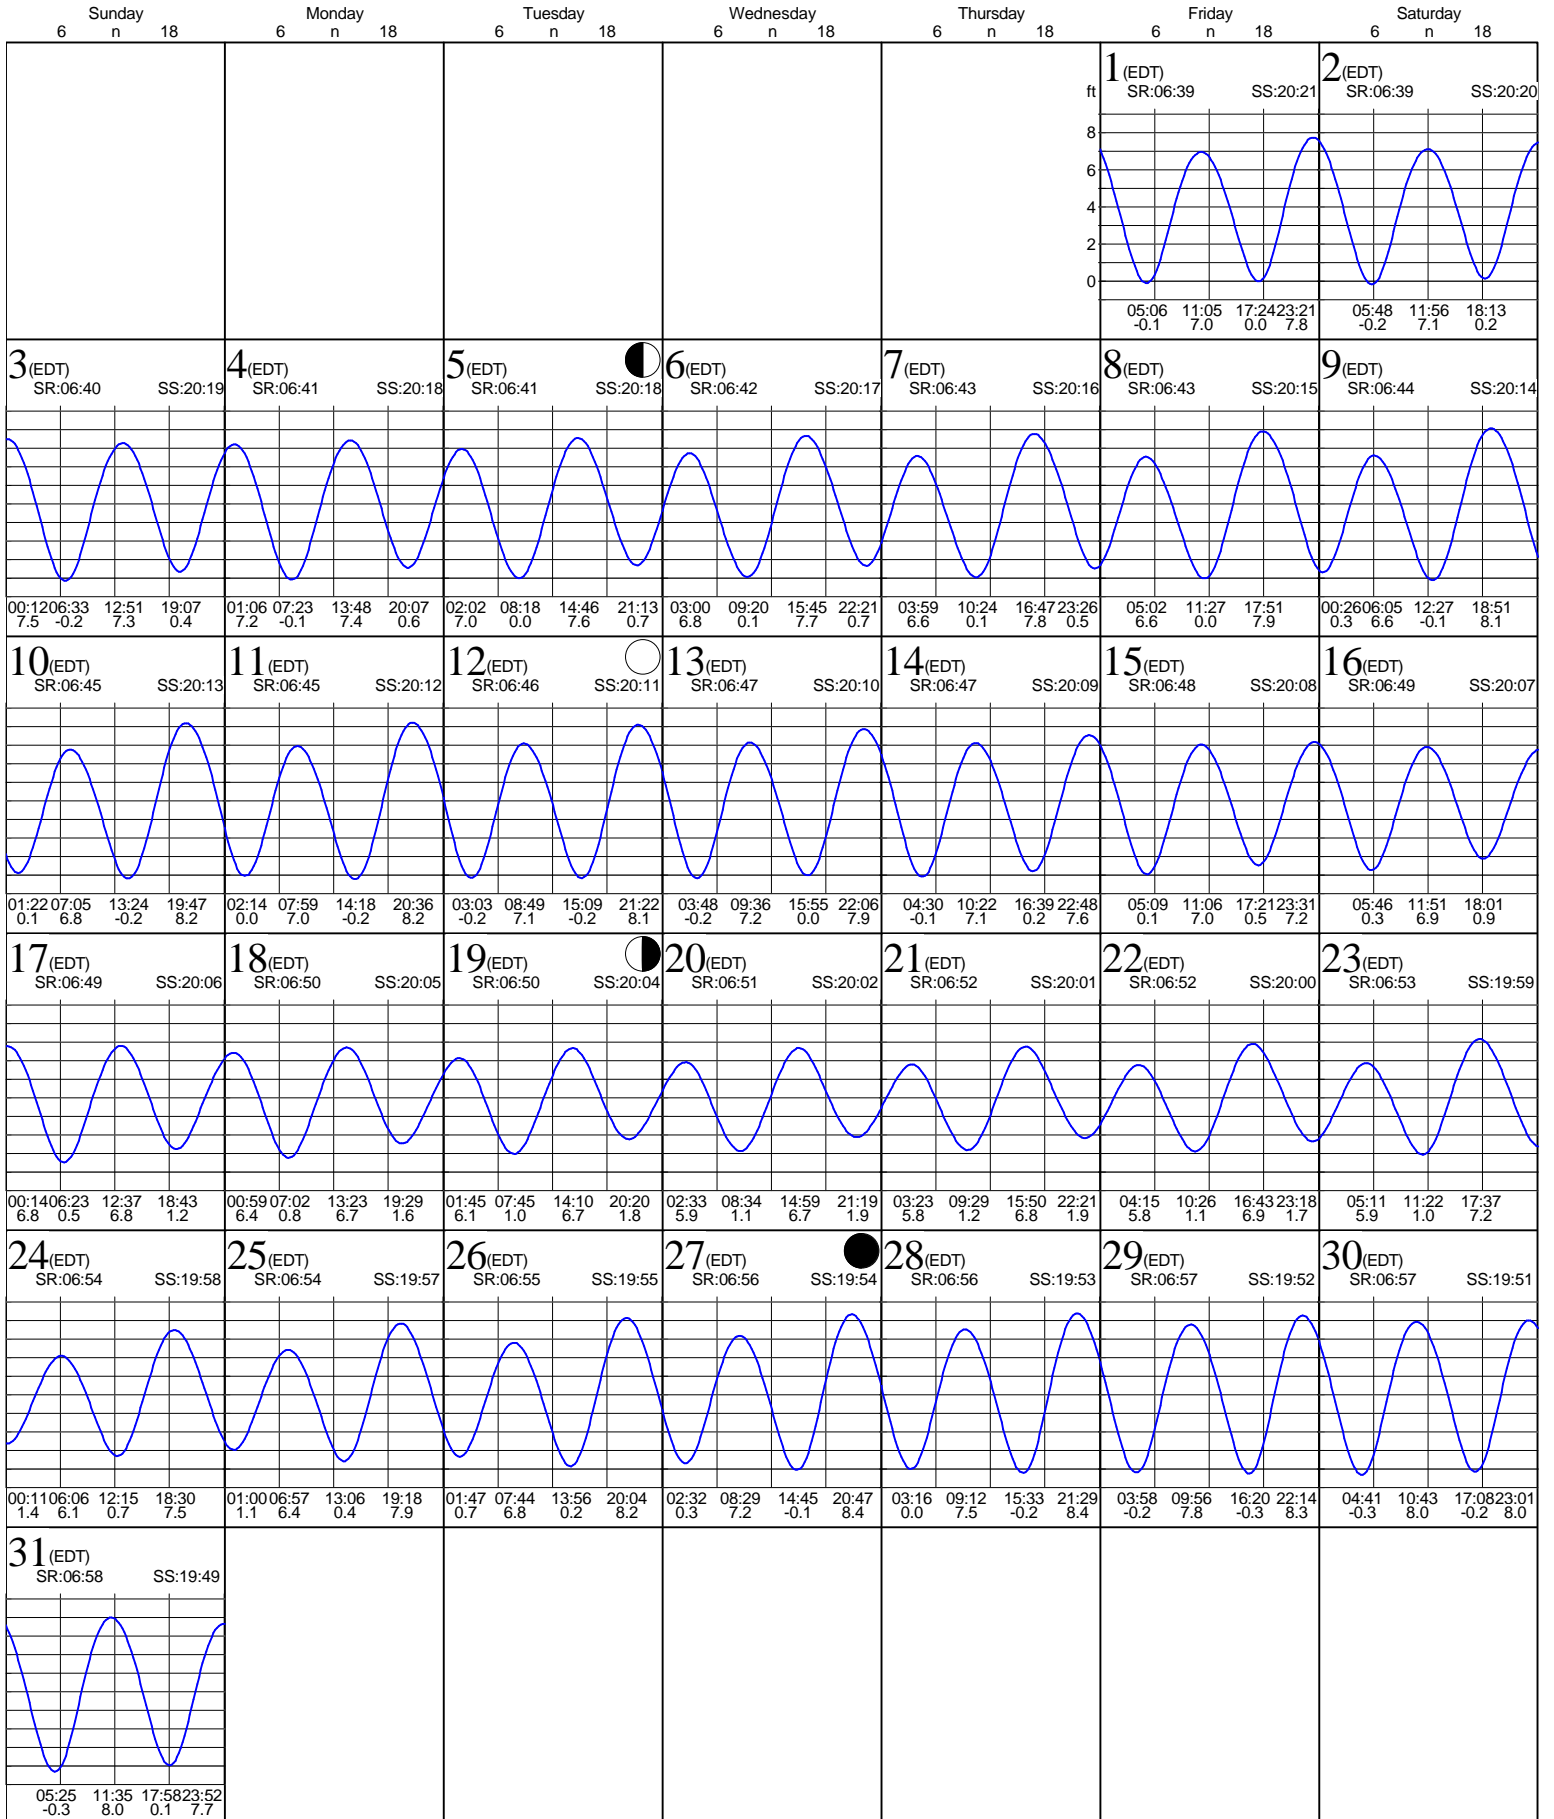 Sunday Monday Tuesday Wednesday Thursday Friday Saturday
6 n 18 6 n 18 6 n 18 6 n 18 6 n 18 6 n 18 6 n 18
1(EDT) 2(EDT)
ft SR:06:39 SS:20:21 SR:06:39 SS:20:20
8
6
4
2
0
05:06 11:05 17:24 23:21 05:48 11:56 18:13
-0.1 7.0 0.0 7.8 -0.2 7.1 0.2
3(EDT) 4(EDT) 5(EDT) 6(EDT) 7(EDT) 8(EDT) 9(EDT)
SR:06:40 SS:20:19 SR:06:41 SS:20:18 SR:06:41 SS:20:18 SR:06:42 SS:20:17 SR:06:43 SS:20:16 SR:06:43 SS:20:15 SR:06:44 SS:20:14
00:12 06:33 12:51 19:07 01:06 07:23 13:48 20:07 02:02 08:18 14:46 21:13 03:00 09:20 15:45 22:21 03:59 10:24 16:47 23:26 05:02 11:27 17:51 00:26 06:05 12:27 18:51
7.5 -0.2 7.3 0.4 7.2 -0.1 7.4 0.6 7.0 0.0 7.6 0.7 6.8 0.1 7.7 0.7 6.6 0.1 7.8 0.5 6.6 0.0 7.9 0.3 6.6 -0.1 8.1
10(EDT) 11(EDT) 12(EDT) 13(EDT) 14(EDT) 15(EDT) 16(EDT)
SR:06:45 SS:20:13 SR:06:45 SS:20:12 SR:06:46 SS:20:11 SR:06:47 SS:20:10 SR:06:47 SS:20:09 SR:06:48 SS:20:08 SR:06:49 SS:20:07
01:22 07:05 13:24 19:47 02:14 07:59 14:18 20:36 03:03 08:49 15:09 21:22 03:48 09:36 15:55 22:06 04:30 10:22 16:39 22:48 05:09 11:06 17:21 23:31 05:46 11:51 18:01
0.1 6.8 -0.2 8.2 0.0 7.0 -0.2 8.2 -0.2 7.1 -0.2 8.1 -0.2 7.2 0.0 7.9 -0.1 7.1 0.2 7.6 0.1 7.0 0.5 7.2 0.3 6.9 0.9
17(EDT) 18(EDT) 19(EDT) 20(EDT) 21(EDT) 22(EDT) 23(EDT)
SR:06:49 SS:20:06 SR:06:50 SS:20:05 SR:06:50 SS:20:04 SR:06:51 SS:20:02 SR:06:52 SS:20:01 SR:06:52 SS:20:00 SR:06:53 SS:19:59
00:14 06:23 12:37 18:43 00:59 07:02 13:23 19:29 01:45 07:45 14:10 20:20 02:33 08:34 14:59 21:19 03:23 09:29 15:50 22:21 04:15 10:26 16:43 23:18 05:11 11:22 17:37
6.8 0.5 6.8 1.2 6.4 0.8 6.7 1.6 6.1 1.0 6.7 1.8 5.9 1.1 6.7 1.9 5.8 1.2 6.8 1.9 5.8 1.1 6.9 1.7 5.9 1.0 7.2
24(EDT) 25(EDT) 26(EDT) 27(EDT) 28(EDT) 29(EDT) 30(EDT)
SR:06:54 SS:19:58 SR:06:54 SS:19:57 SR:06:55 SS:19:55 SR:06:56 SS:19:54 SR:06:56 SS:19:53 SR:06:57 SS:19:52 SR:06:57 SS:19:51
00:11 06:06 12:15 18:30 01:00 06:57 13:06 19:18 01:47 07:44 13:56 20:04 02:32 08:29 14:45 20:47 03:16 09:12 15:33 21:29 03:58 09:56 16:20 22:14 04:41 10:43 17:08 23:01
1.4 6.1 0.7 7.5 1.1 6.4 0.4 7.9 0.7 6.8 0.2 8.2 0.3 7.2 -0.1 8.4 0.0 7.5 -0.2 8.4 -0.2 7.8 -0.3 8.3 -0.3 8.0 -0.2 8.0
31(EDT)
SR:06:58 SS:19:49
05:25 11:35 17:58 23:52
-0.3 8.0 0.1 7.7